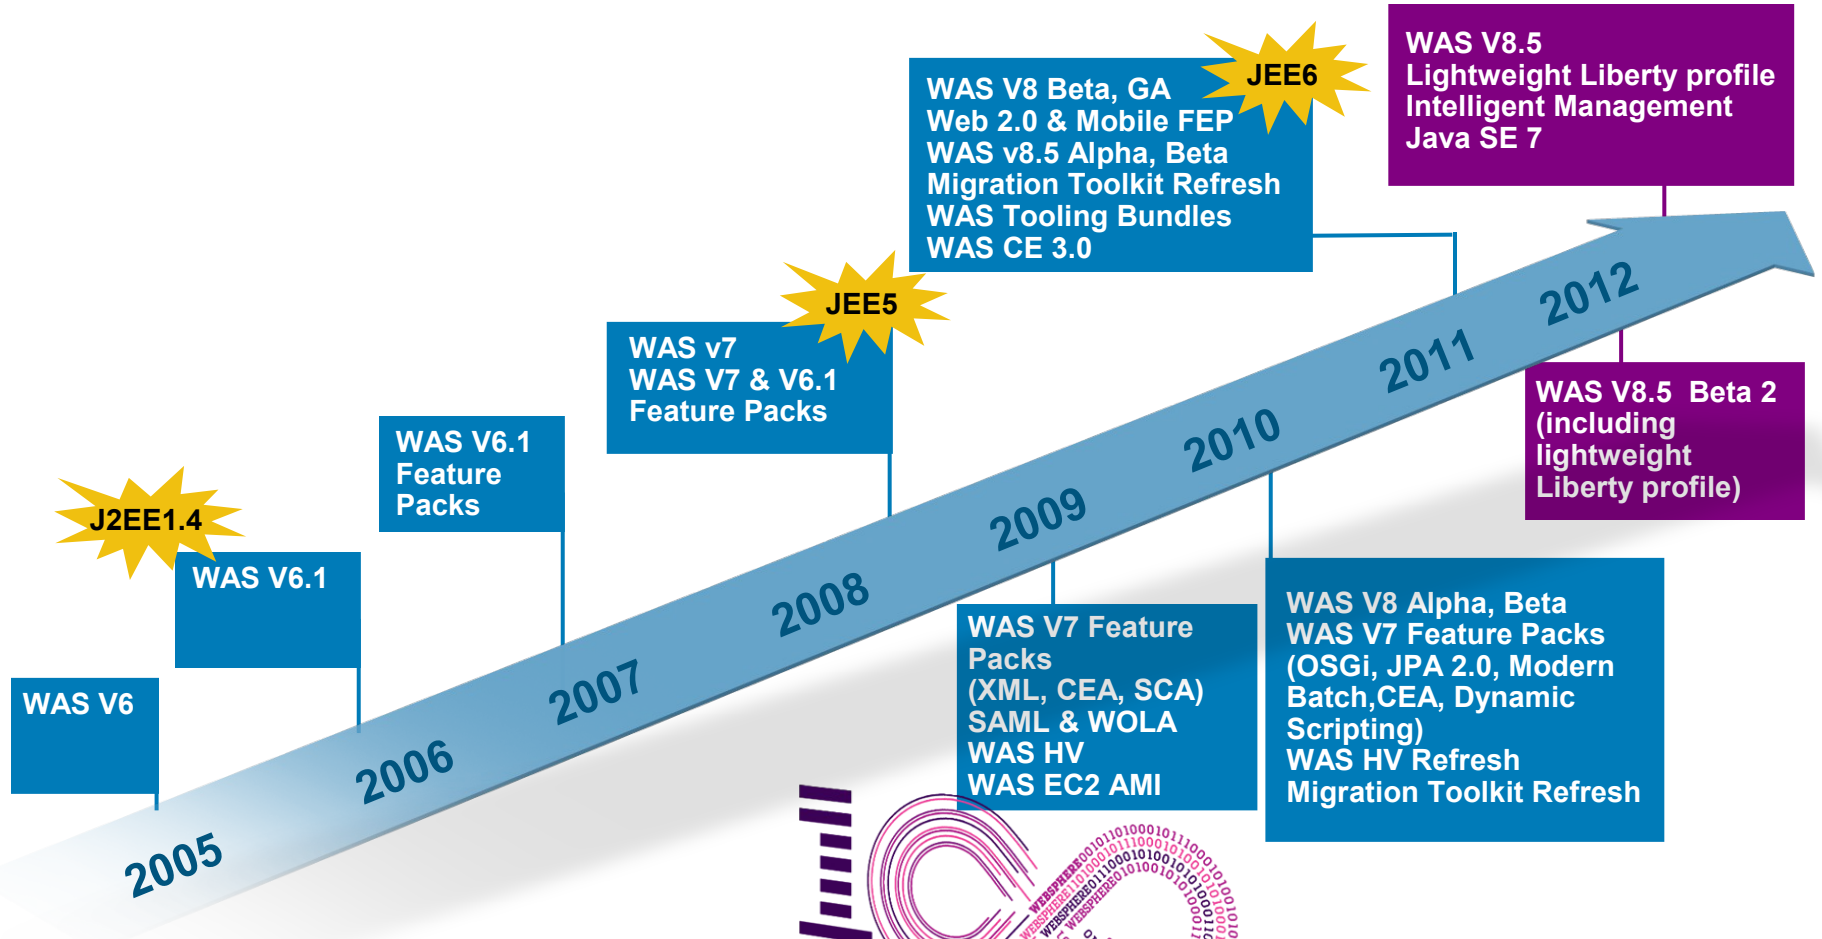 WAS V8.5
Lightweight Liberty profile
Intelligent Management
Java SE 7
JEE6
WAS V8 Beta, GA
Web 2.0 & Mobile FEP
WAS v8.5 Alpha, Beta
Migration Toolkit Refresh
WAS Tooling Bundles
WAS CE 3.0
JEE5
WAS v7
WAS V7 & V6.1
Feature Packs
WAS V6.1
Feature
Packs
J2EE1.4
WAS V6.1
WAS V6
2005
2006
2007
2008
2009
2010
2011
2012
WAS V8.5 Beta 2
(including
lightweight
Liberty profile)
WAS V7 Feature
Packs
(XML, CEA, SCA)
SAML & WOLA
WAS HV
WAS EC2 AMI
WAS V8 Alpha, Beta
WAS V7 Feature Packs
(OSGi, JPA 2.0, Modern
Batch,CEA, Dynamic
Scripting)
WAS HV Refresh
Migration Toolkit Refresh